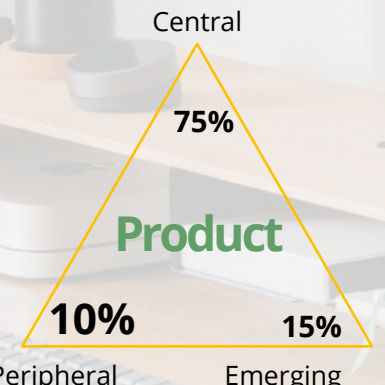 Central
75%
Product
10%
15%
Peripheral
Emerging